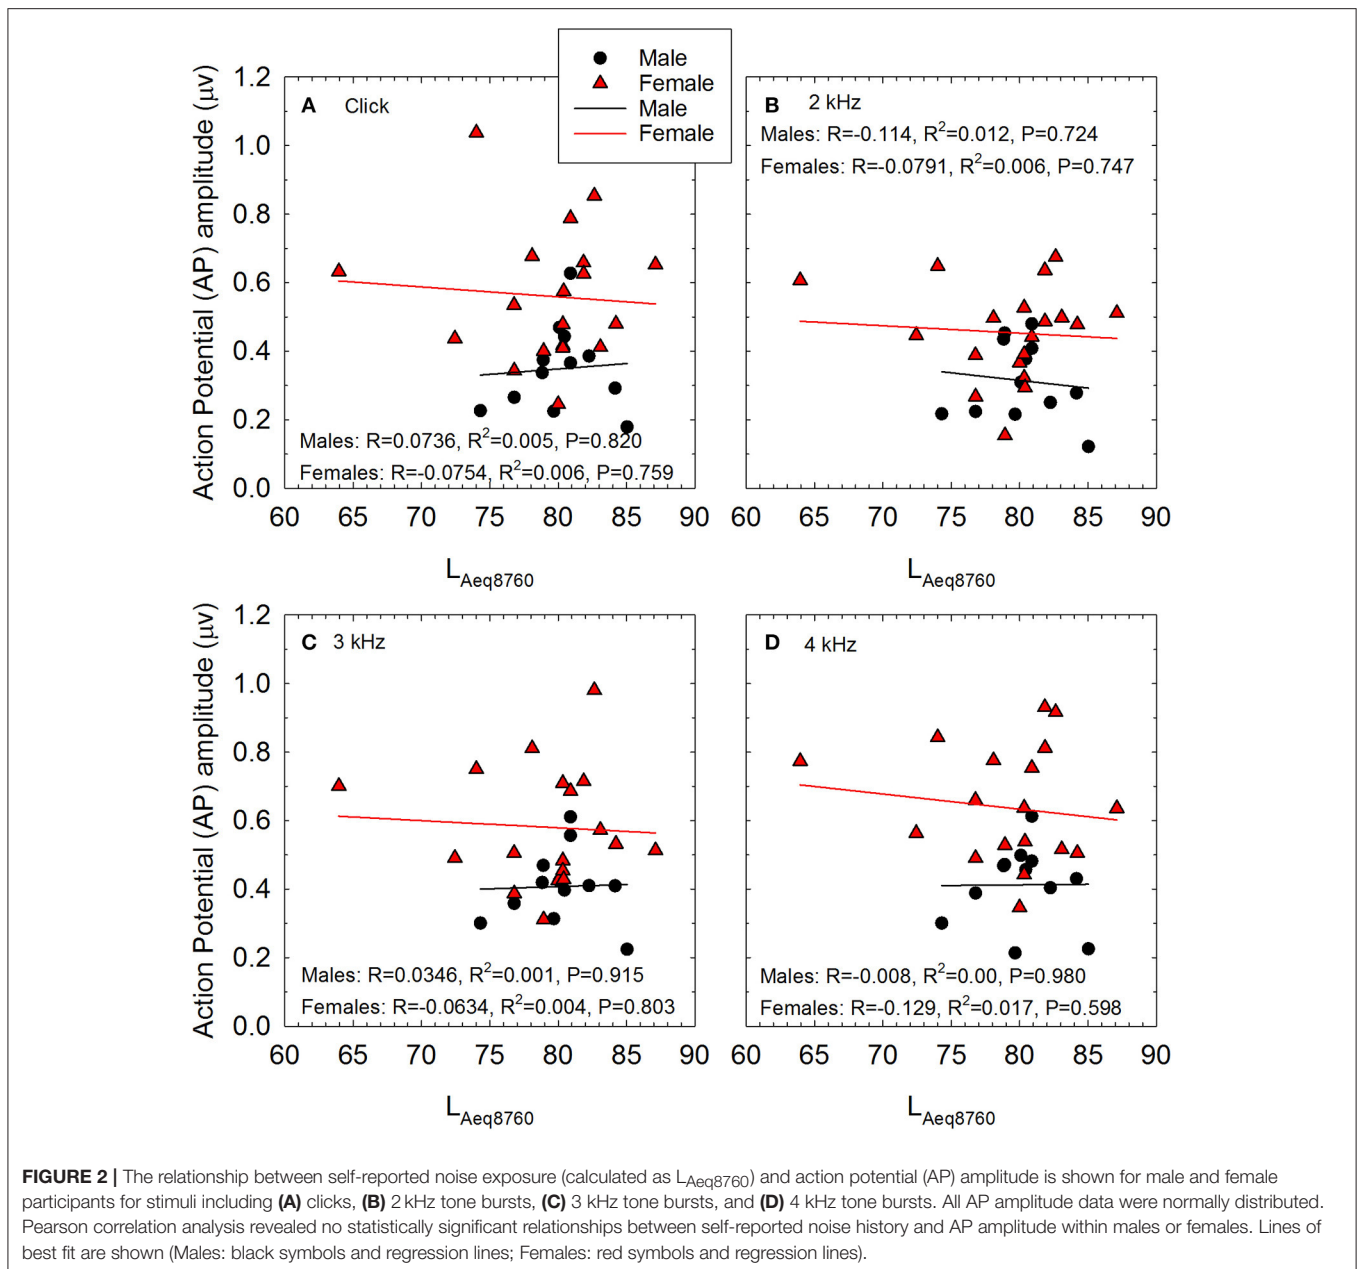 Male
Female
Male
Female
Action Potential (AP) amplitude (μv)
1.2
1.0
0.8
0.6
0.4
0.2
0.0
A Click
Males: R=0.0736, R²=0.005, P=0.820
Females: R=-0.0754, R²=0.006, P=0.759
60 65 70 75 80 85 90
L_Aeq8760
B 2 kHz
Males: R=-0.114, R²=0.012, P=0.724
Females: R=-0.0791, R²=0.006, P=0.747
60 65 70 75 80 85 90
L_Aeq8760
Action Potential (AP) amplitude (μv)
1.2
1.0
0.8
0.6
0.4
0.2
0.0
C 3 kHz
Males: R=0.0346, R²=0.001, P=0.915
Females: R=-0.0634, R²=0.004, P=0.803
60 65 70 75 80 85 90
L_Aeq8760
D 4 kHz
Males: R=-0.008, R²=0.00, P=0.980
Females: R=-0.129, R²=0.017, P=0.598
60 65 70 75 80 85 90
L_Aeq8760
FIGURE 2 | The relationship between self-reported noise exposure (calculated as L_Aeq8760) and action potential (AP) amplitude is shown for male and female
participants for stimuli including (A) clicks, (B) 2 kHz tone bursts, (C) 3 kHz tone bursts, and (D) 4 kHz tone bursts. All AP amplitude data were normally distributed.
Pearson correlation analysis revealed no statistically significant relationships between self-reported noise history and AP amplitude within males or females. Lines of
best fit are shown (Males: black symbols and regression lines; Females: red symbols and regression lines).